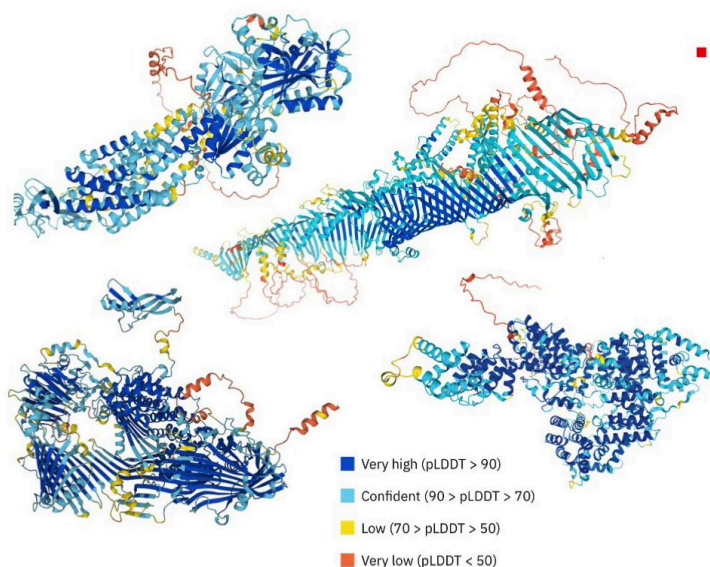 Very high (pLDDT > 90)
Confident (90 > pLDDT > 70)
Low (70 > pLDDT > 50)
Very low (pLDDT < 50)